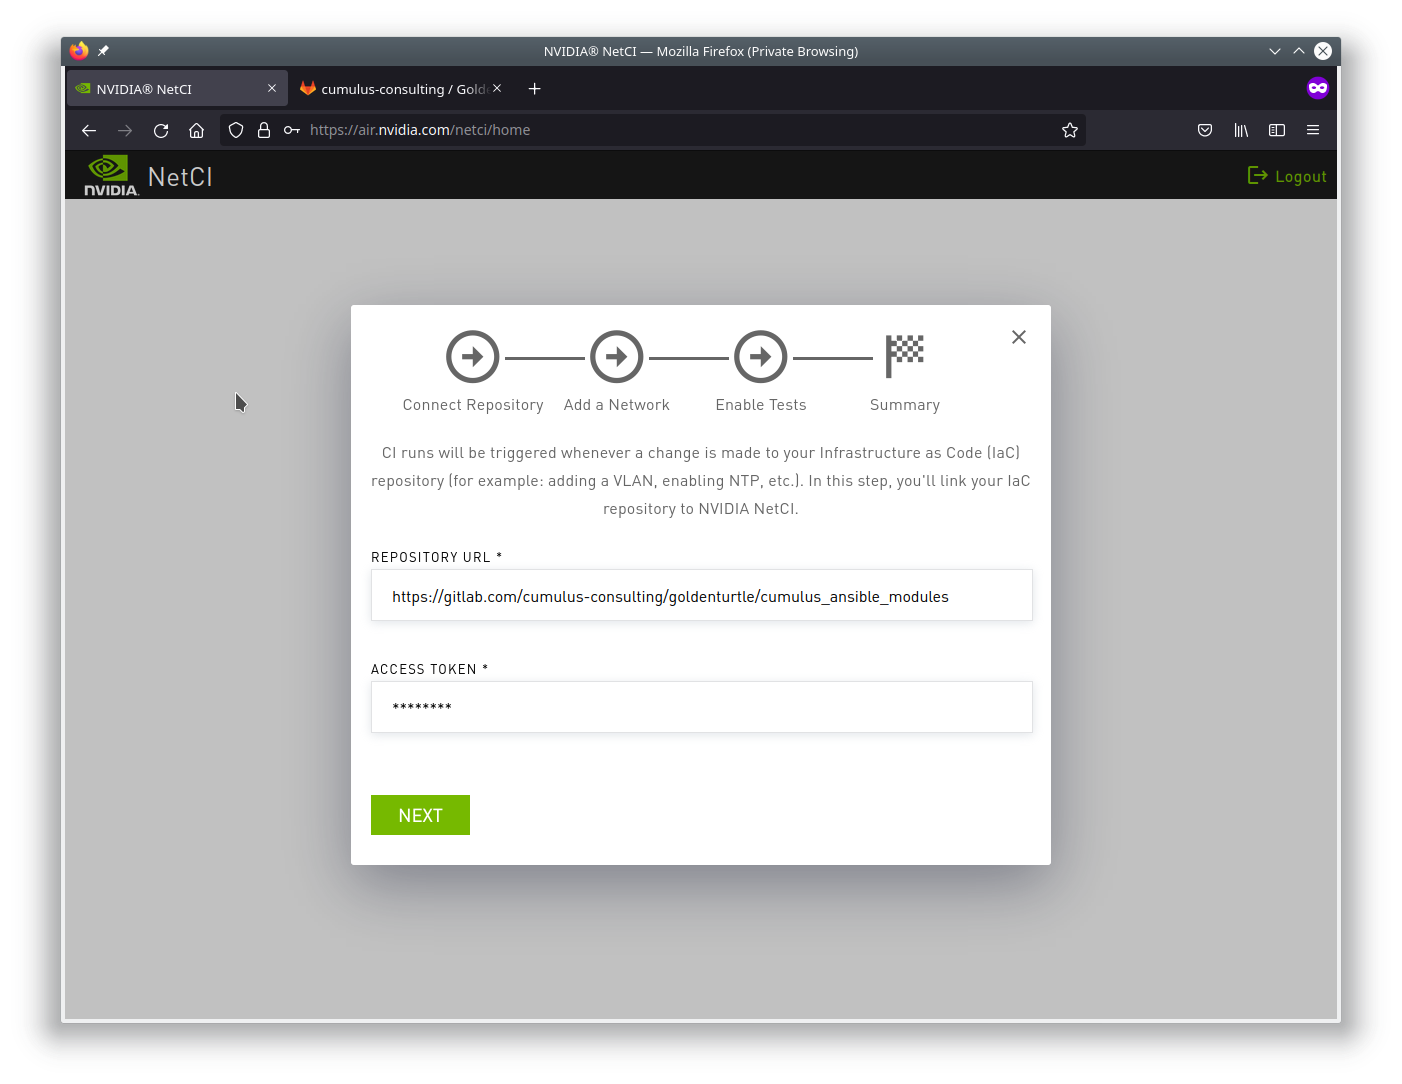 NVIDIA® NetCI — Mozilla Firefox (Private Browsing)
NVIDIA® NetCI
cumulus-consulting / Golde
https://air.nvidia.com/netci/home
NVIDIA. NetCI
Logout
Connect Repository
Add a Network
Enable Tests
Summary
CI runs will be triggered whenever a change is made to your Infrastructure as Code (IaC)
repository (for example: adding a VLAN, enabling NTP, etc.). In this step, you'll link your IaC
repository to NVIDIA NetCI.
REPOSITORY URL *
https://gitlab.com/cumulus-consulting/goldenturtle/cumulus_ansible_modules
ACCESS TOKEN *
********
NEXT